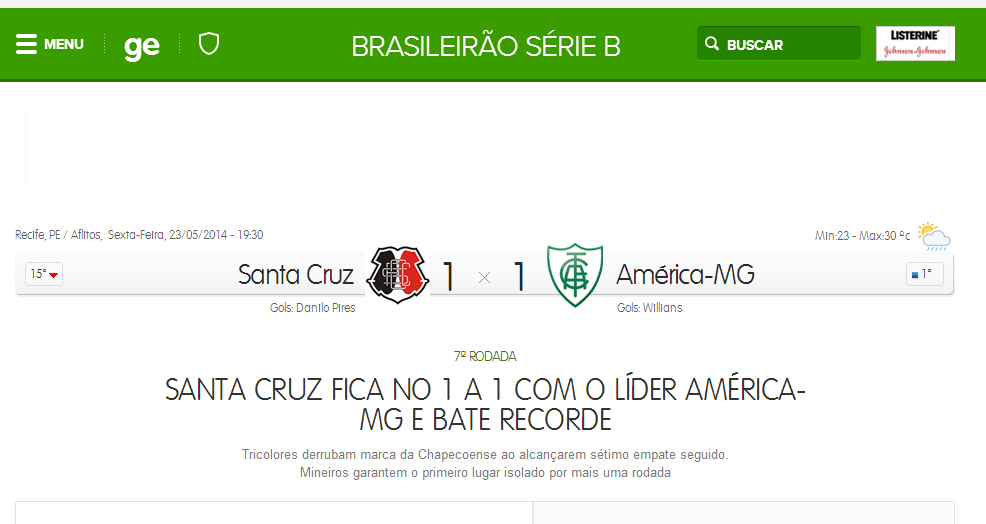 MENU ge BRASILEIRÃO SÉRIE B BUSCAR LISTERINE
Johnson & Johnson
Recife, PE / Aflitos, Sexta-Feira, 23/05/2014 - 19:30 Min:23 - Max:30 ºc
15° Santa Cruz 1 1 América-MG 1°
Gols: Danilo Pires Gols: Willians
7ª RODADA
SANTA CRUZ FICA NO 1 A 1 COM O LÍDER AMÉRICA-
MG E BATE RECORDE
Tricolores derrubam marca da Chapecoense ao alcançarem sétimo empate seguido.
Mineiros garantem o primeiro lugar isolado por mais uma rodada